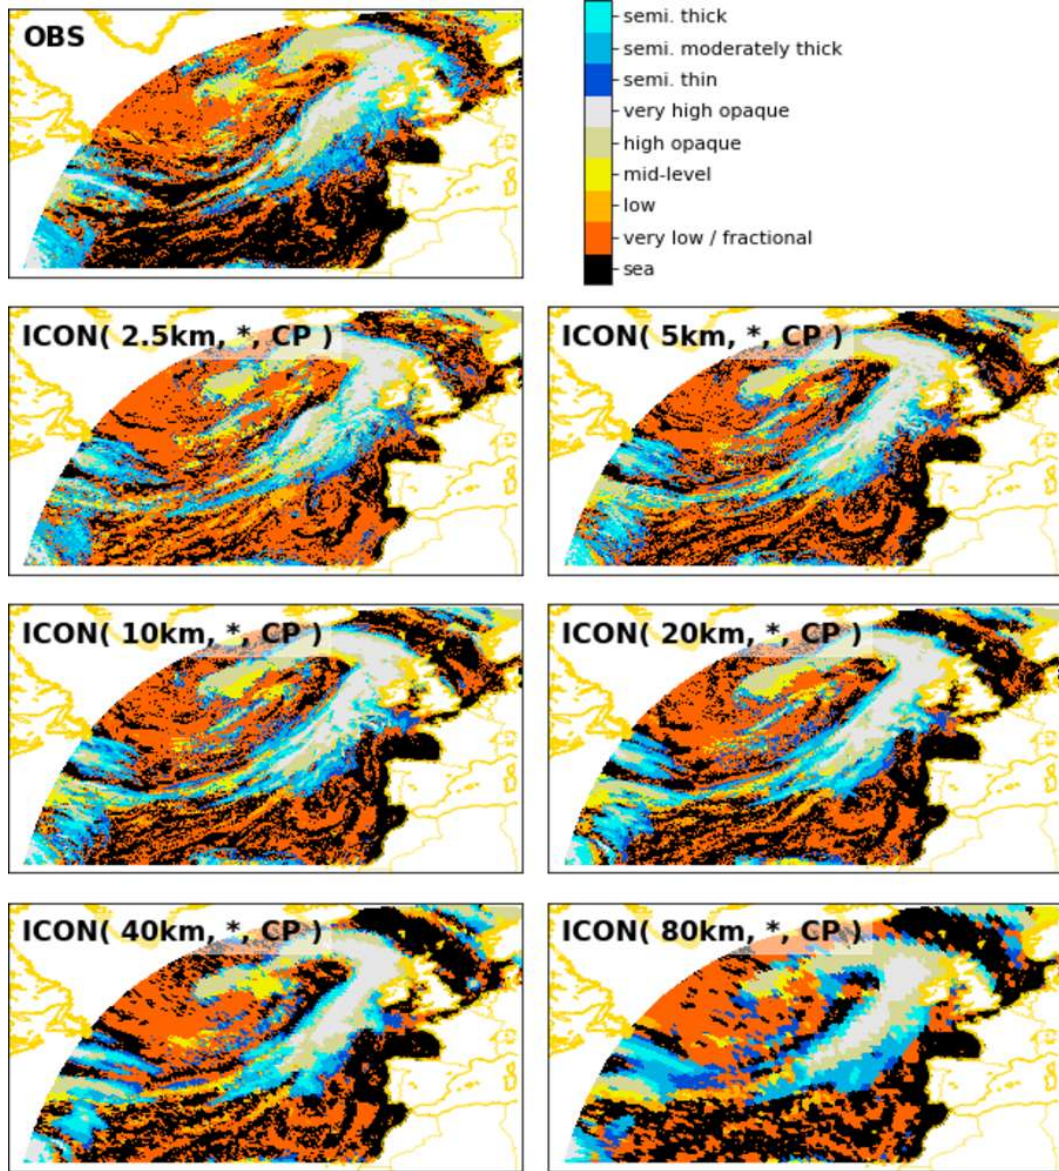 OBS
semi. thick
semi. moderately thick
semi. thin
very high opaque
high opaque
mid-level
low
very low / fractional
sea
ICON( 2.5km, *, CP )
ICON( 5km, *, CP )
ICON( 10km, *, CP )
ICON( 20km, *, CP )
ICON( 40km, *, CP )
ICON( 80km, *, CP )